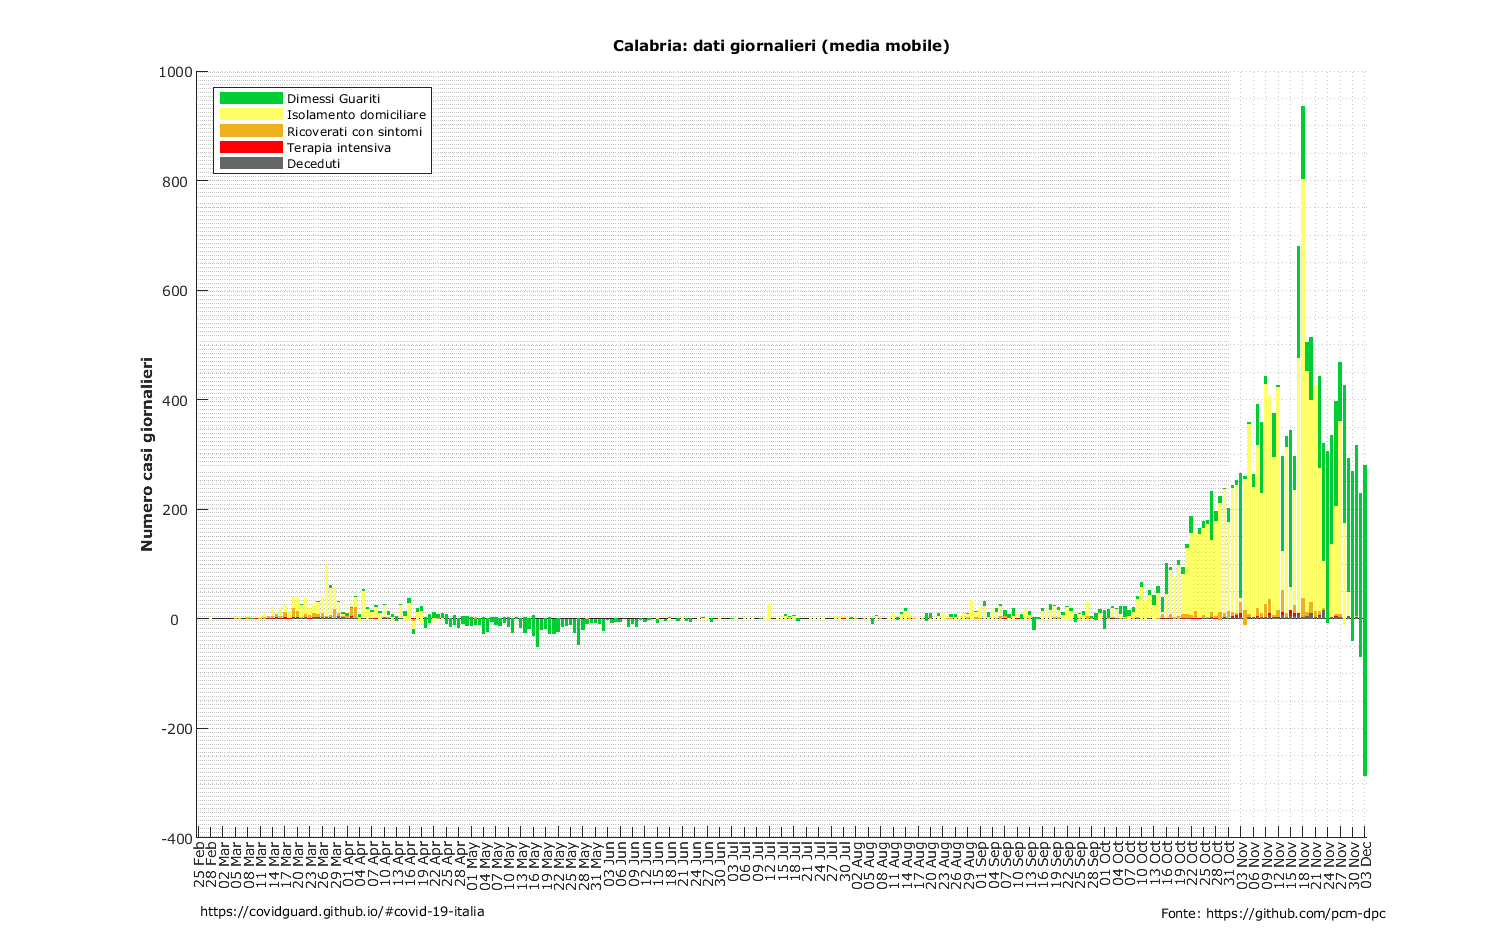 Calabria: dati giornalieri (media mobile)
1000
800
600
400
200
0
-200
-400
Numero casi giornalieri
Dimessi Guariti
Isolamento domiciliare
Ricoverati con sintomi
Terapia intensiva
Deceduti
25 Feb
28 Feb
02 Mar
05 Mar
08 Mar
11 Mar
14 Mar
17 Mar
20 Mar
23 Mar
26 Mar
29 Mar
01 Apr
04 Apr
07 Apr
10 Apr
13 Apr
16 Apr
19 Apr
22 Apr
25 Apr
28 Apr
01 May
04 May
07 May
10 May
13 May
16 May
19 May
22 May
25 May
28 May
31 May
03 Jun
06 Jun
09 Jun
12 Jun
15 Jun
18 Jun
21 Jun
24 Jun
27 Jun
30 Jun
03 Jul
06 Jul
09 Jul
12 Jul
15 Jul
18 Jul
21 Jul
24 Jul
27 Jul
30 Jul
02 Aug
05 Aug
08 Aug
11 Aug
14 Aug
17 Aug
20 Aug
23 Aug
26 Aug
29 Aug
01 Sep
04 Sep
07 Sep
10 Sep
13 Sep
16 Sep
19 Sep
22 Sep
25 Sep
28 Sep
01 Oct
04 Oct
07 Oct
10 Oct
13 Oct
16 Oct
19 Oct
22 Oct
25 Oct
28 Oct
31 Oct
03 Nov
06 Nov
09 Nov
12 Nov
15 Nov
18 Nov
21 Nov
24 Nov
27 Nov
30 Nov
03 Dec
https://covidguard.github.io/#covid-19-italia
Fonte: https://github.com/pcm-dpc